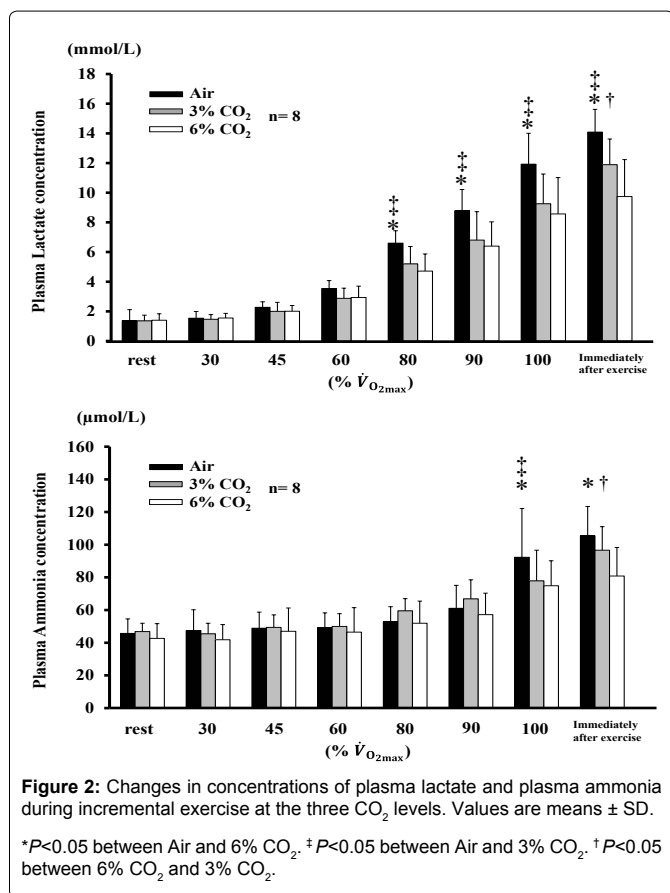 (mmol/L)
18
16
14
12
10
8
6
4
2
0
Plasma Lactate concentration
Air
3% CO₂ n= 8
6% CO₂
‡ ‡ ‡ ‡
* * * * †
rest 30 45 60 80 90 100 Immediately after exercise
(% V̇O₂max)
(µmol/L)
160
140
120
100
80
60
40
20
0
Plasma Ammonia concentration
Air
3% CO₂ n= 8
6% CO₂
‡
* * †
rest 30 45 60 80 90 100 Immediately after exercise
(% V̇O₂max)
Figure 2: Changes in concentrations of plasma lactate and plasma ammonia
during incremental exercise at the three CO₂ levels. Values are means ± SD.
*P<0.05 between Air and 6% CO₂. ‡P<0.05 between Air and 3% CO₂. †P<0.05
between 6% CO₂ and 3% CO₂.